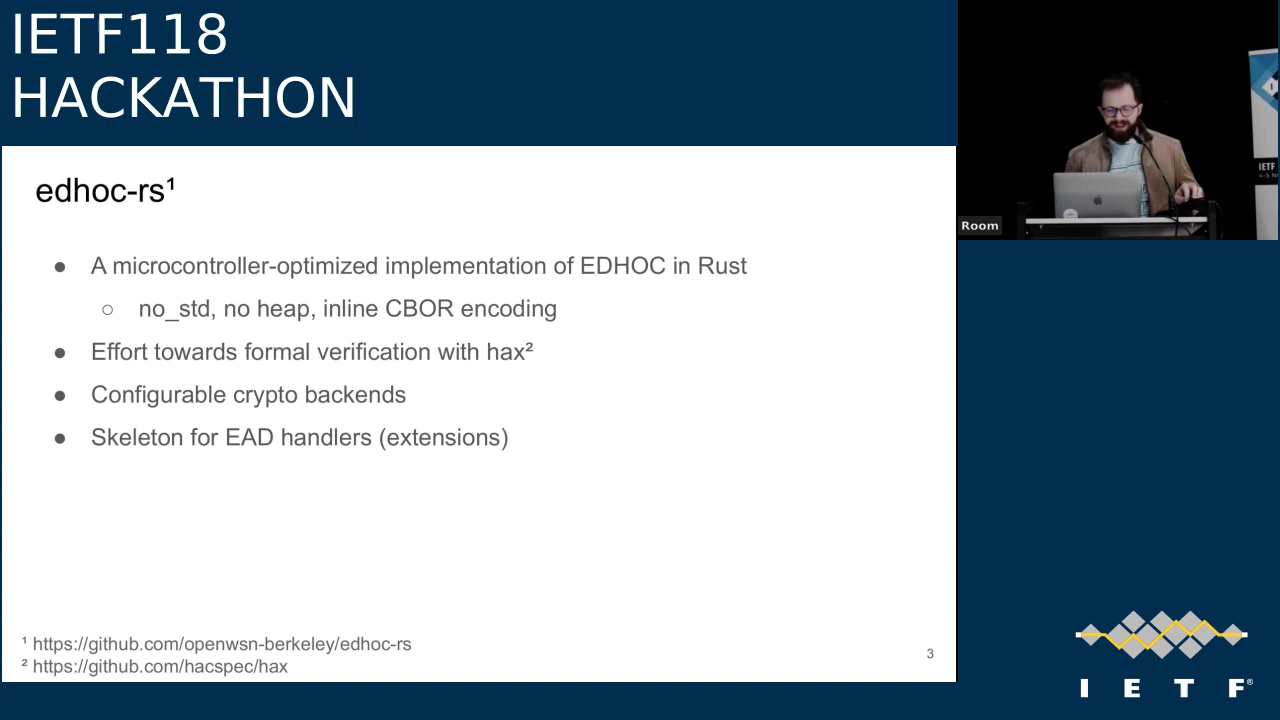 IETF118
HACKATHON
edhoc-rs¹
● A microcontroller-optimized implementation of EDHOC in Rust
○ no_std, no heap, inline CBOR encoding
● Effort towards formal verification with hax²
● Configurable crypto backends
● Skeleton for EAD handlers (extensions)
¹ https://github.com/openwsn-berkeley/edhoc-rs
² https://github.com/hacspec/hax
3
Room
IETF
I E T F®